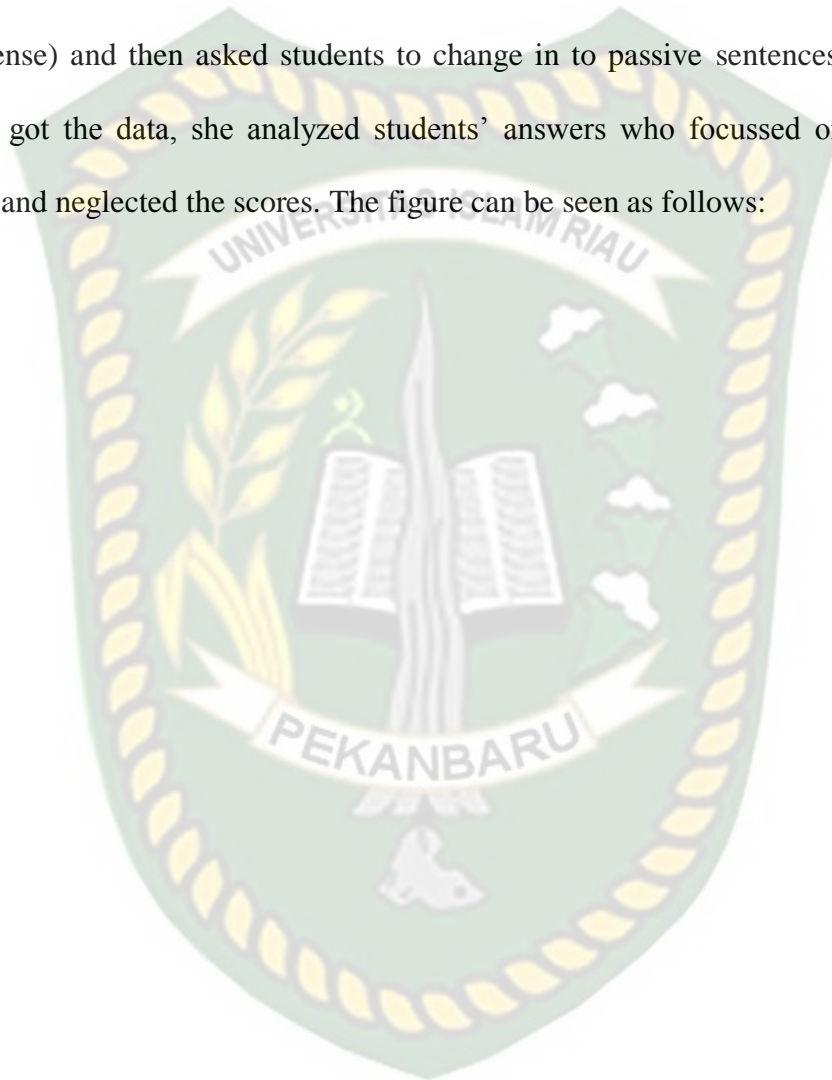 ense) and then asked students to change in to passive sentences
got the data, she analyzed students’ answers who focussed o
and neglected the scores. The figure can be seen as follows:
UNIVERSITAS ISLAM RIAU
PEKANBARU